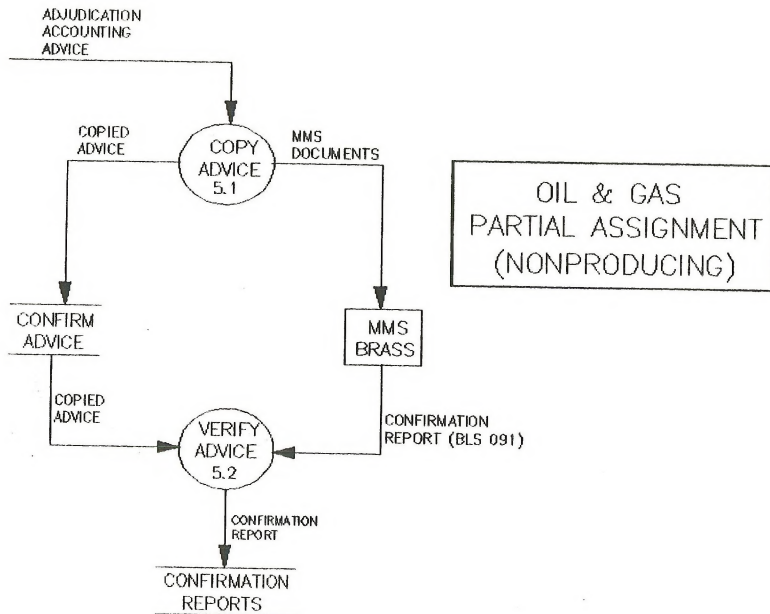 ADJUDICATION
ACCOUNTING
ADVICE
COPIED
ADVICE
COPY
ADVICE
5.1
MMS
DOCUMENTS
OIL & GAS
PARTIAL ASSIGNMENT
(NONPRODUCING)
CONFIRM
ADVICE
MMS
BRASS
COPIED
ADVICE
VERIFY
ADVICE
5.2
CONFIRMATION
REPORT (BLS 091)
CONFIRMATION
REPORT
CONFIRMATION
REPORTS